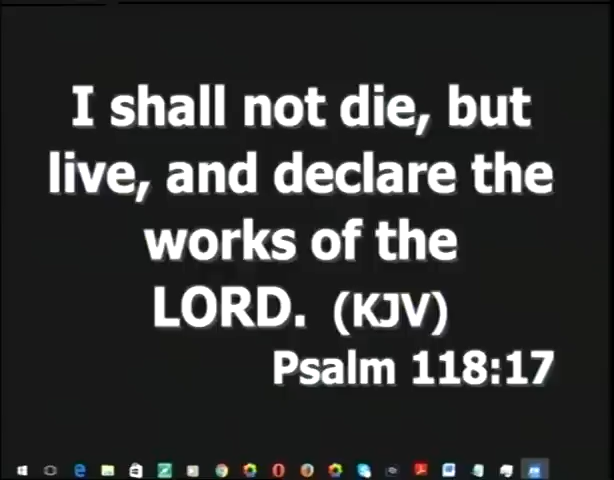 I shall not die, but
live, and declare the
works of the
LORD. (KJV)
Psalm 118:17